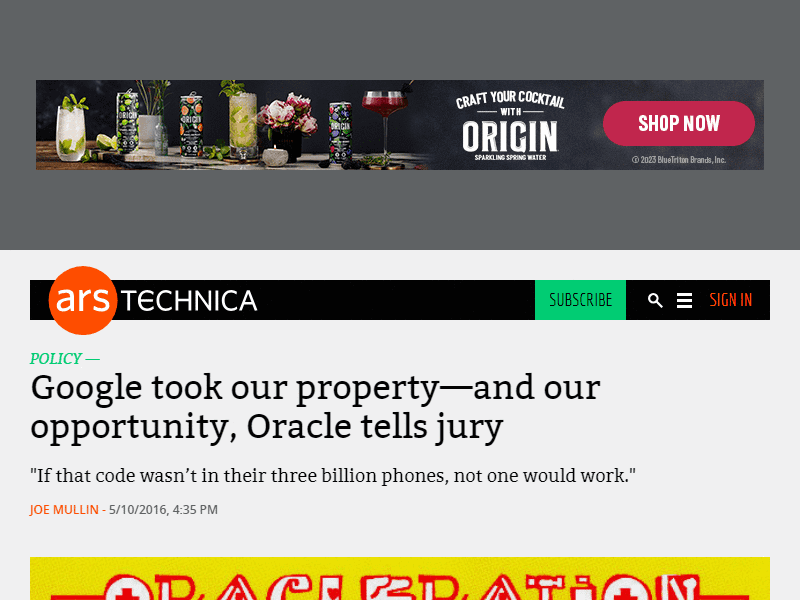 CRAFT YOUR COCKTAIL
WITH
ORIGIN
SPARKLING SPRING WATER
SHOP NOW
© 2023 BlueTriton Brands, Inc.
ORIGIN
ORIGIN
ORIGIN
ars TECHNICA
SUBSCRIBE
SIGN IN
POLICY —
Google took our property—and our
opportunity, Oracle tells jury
"If that code wasn’t in their three billion phones, not one would work."
JOE MULLIN - 5/10/2016, 4:35 PM